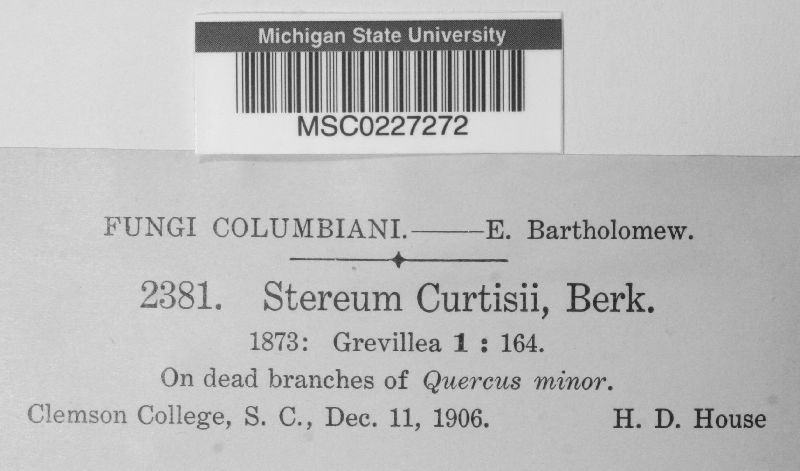 Michigan State University
MSC0227272
FUNGI COLUMBIANI.——E. Bartholomew.
2381. Stereum Curtisii, Berk.
1873: Grevillea 1 : 164.
On dead branches of Quercus minor.
Clemson College, S. C., Dec. 11, 1906. H. D. House